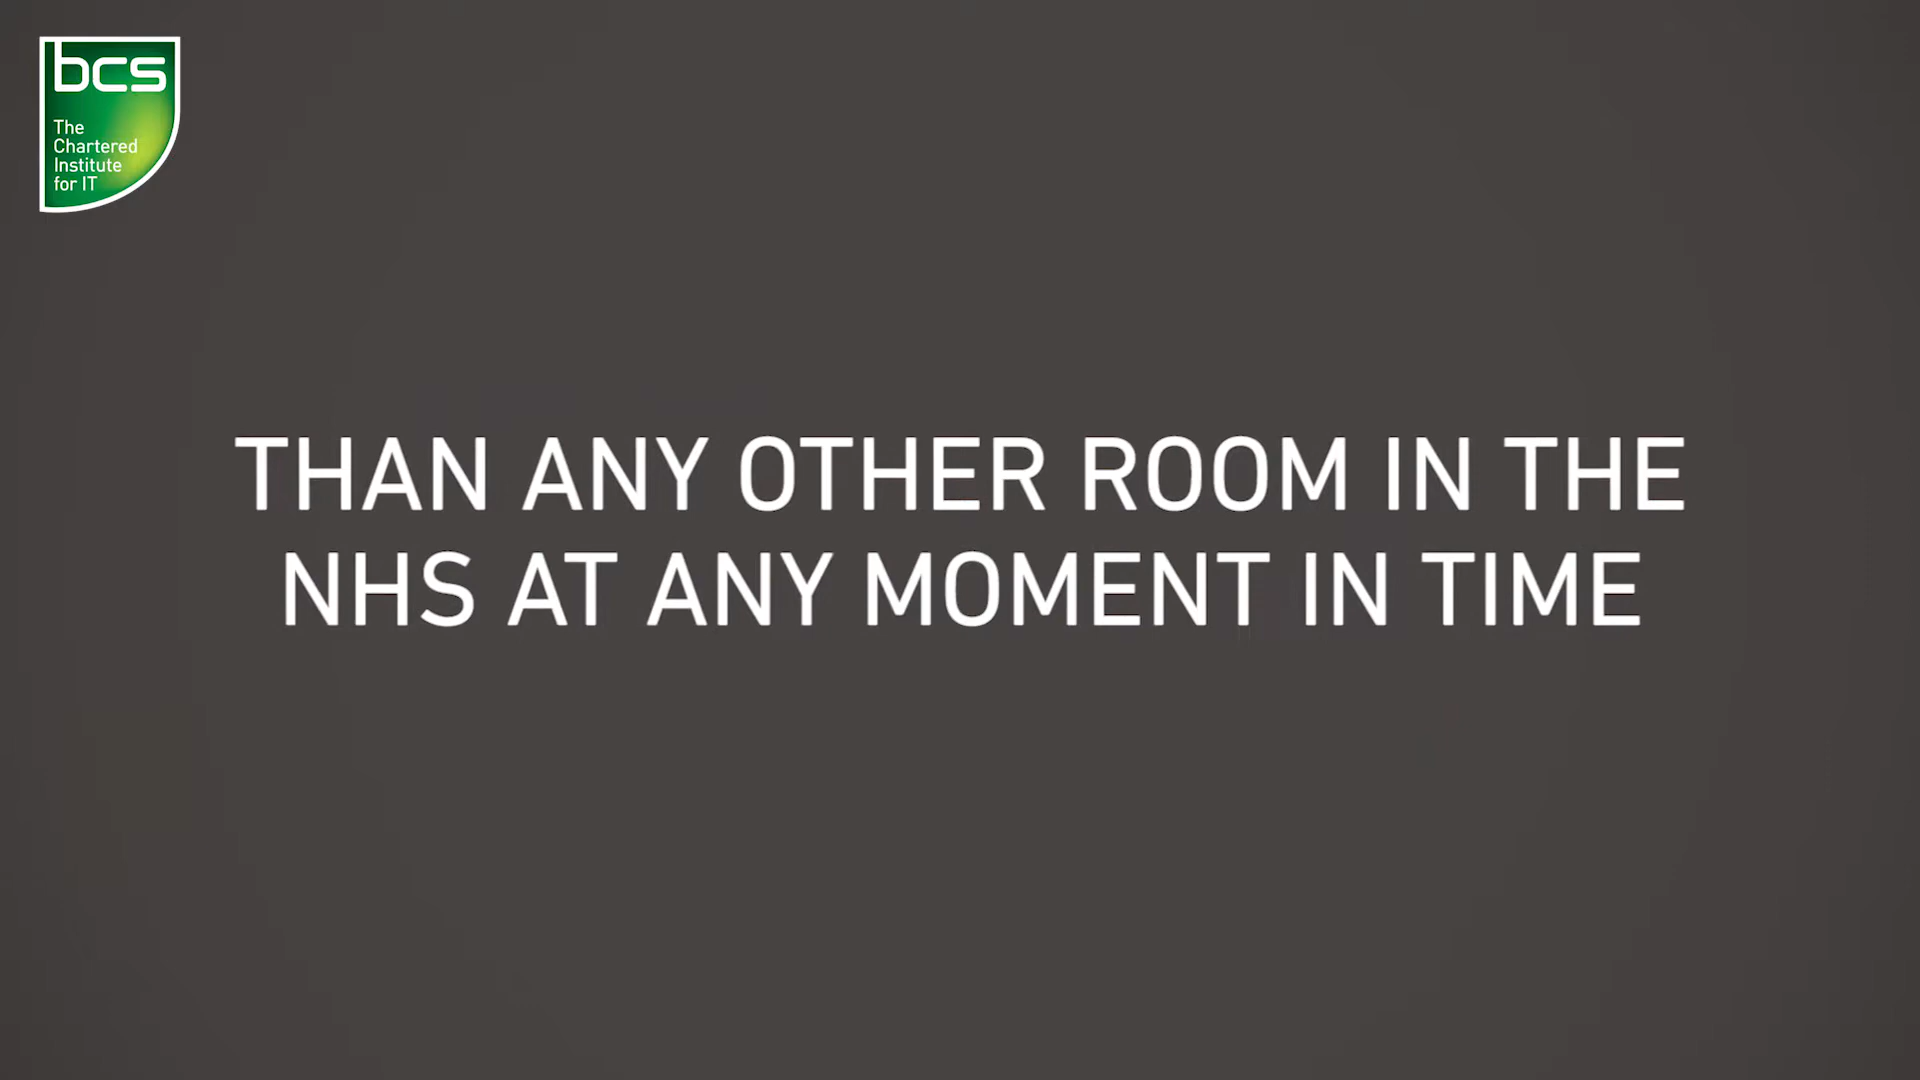 bcs
The
Chartered
Institute
for IT
THAN ANY OTHER ROOM IN THE
NHS AT ANY MOMENT IN TIME